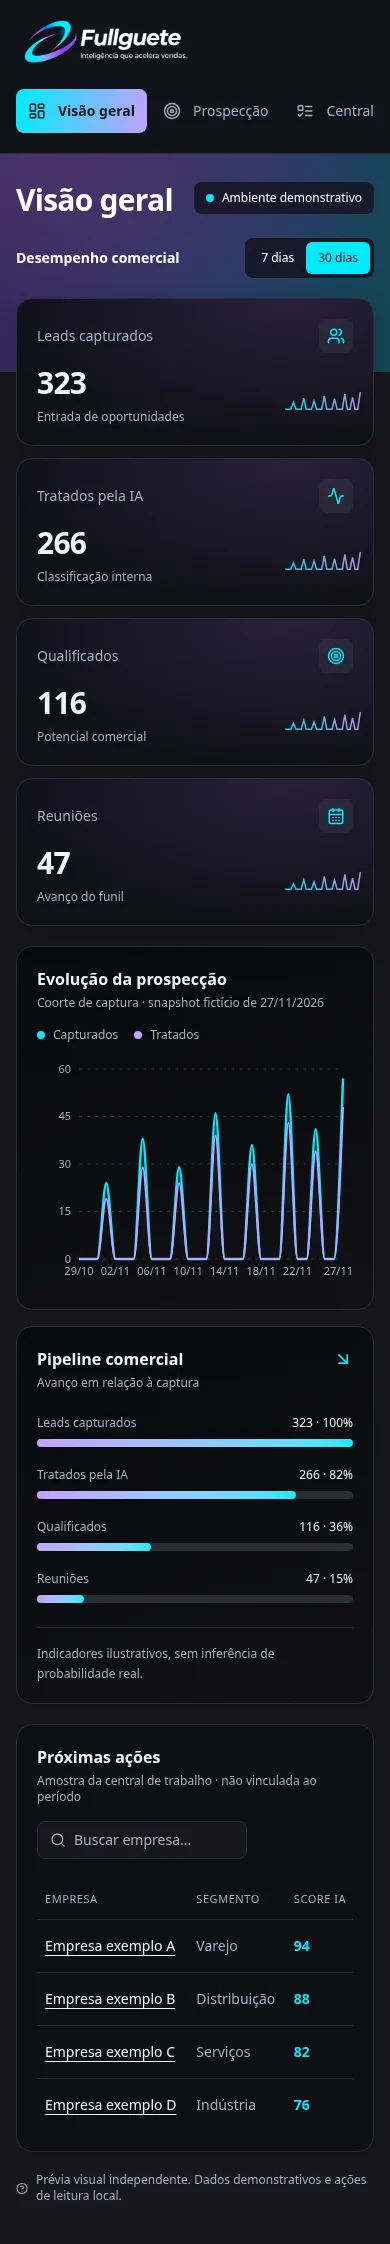 Fullguete
Inteligência que acelera vendas.
Visão geral
Prospecção
Central
Visão geral
Ambiente demonstrativo
Desempenho comercial
7 dias
30 dias
Leads capturados
323
Entrada de oportunidades
Tratados pela IA
266
Classificação interna
Qualificados
116
Potencial comercial
Reuniões
47
Avanço do funil
Evolução da prospecção
Coorte de captura · snapshot fictício de 27/11/2026
Capturados
Tratados
60
45
30
15
0
29/10 02/11 06/11 10/11 14/11 18/11 22/11 27/11
Pipeline comercial
Avanço em relação à captura
Leads capturados 323 · 100%
Tratados pela IA 266 · 82%
Qualificados 116 · 36%
Reuniões 47 · 15%
Indicadores ilustrativos, sem inferência de
probabilidade real.
Próximas ações
Amostra da central de trabalho · não vinculada ao
período
Buscar empresa...
EMPRESA SEGMENTO SCORE IA
Empresa exemplo A Varejo 94
Empresa exemplo B Distribuição 88
Empresa exemplo C Serviços 82
Empresa exemplo D Indústria 76
Prévia visual independente. Dados demonstrativos e ações
de leitura local.